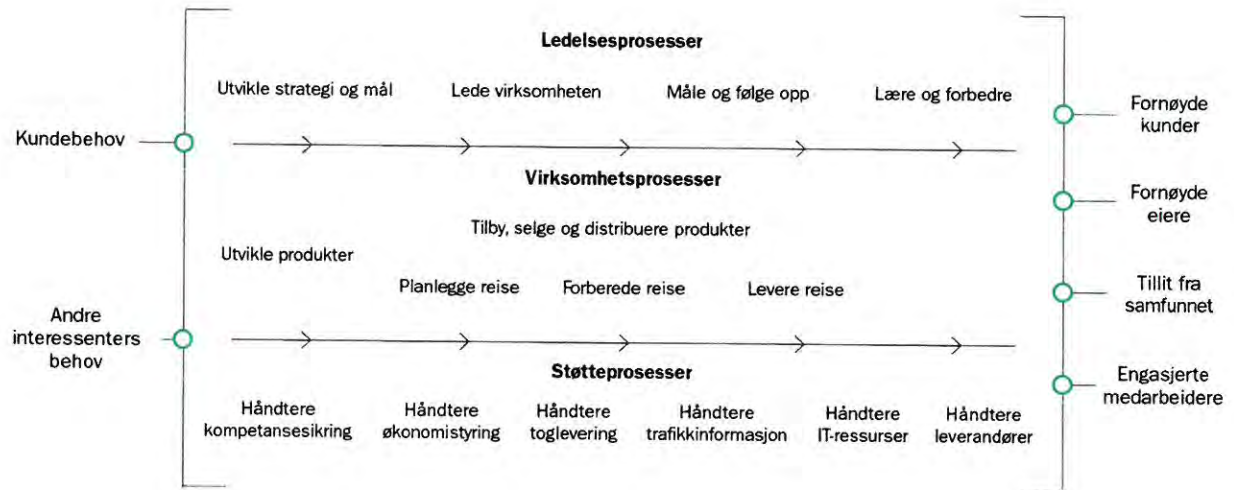 Ledelsesprosesser
Utvikle strategi og mål
Lede virksomheten
Måle og følge opp
Lære og forbedre
Kundebehov
Fornøyde
kunder
Virksomhetsprosesser
Fornøyde
eiere
Tilby, selge og distribuere produkter
Utvikle produkter
Planlegge reise
Forberede reise
Levere reise
Andre
interessenters
behov
Tillit fra
samfunnet
Støtteprosesser
Engasjerte
medarbeidere
Håndtere
kompetansesikring
Håndtere
økonomistyring
Håndtere
toglevering
Håndtere
trafikkinformasjon
Håndtere
IT-ressurser
Håndtere
leverandører